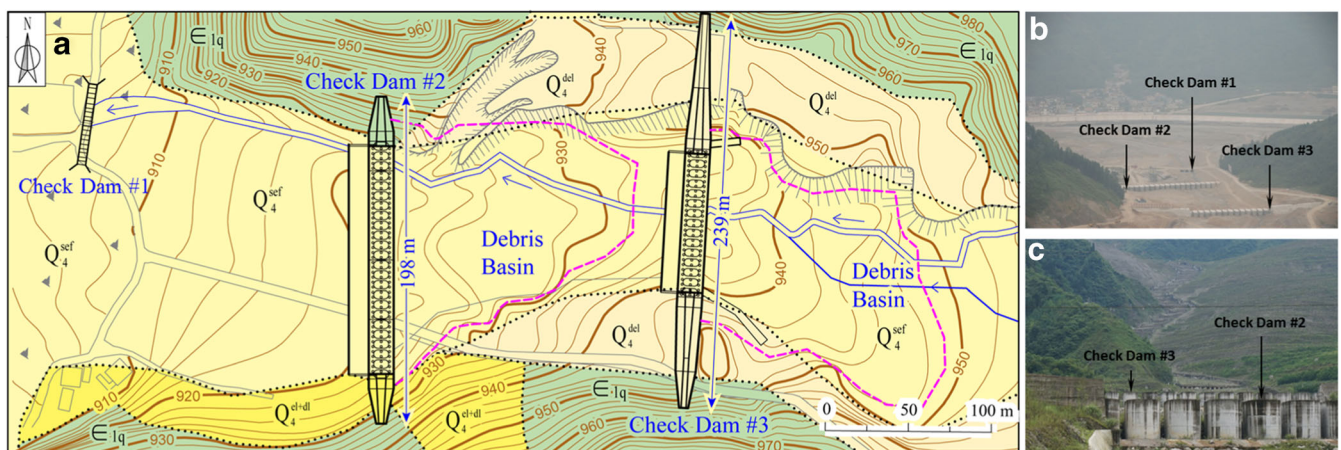 N
a
∈1q
910
920
930
940
950
960
Check Dam #2
940
Q4del
Q4del
980
970
∈1q
960
950
Check Dam #1
910
Q4sef
Q4sef
930
198 m
Debris
Basin
239 m
940
Debris
Basin
Q4sef
950
Q4del
930
940
910
920
Q4el+dl
Q4el+dl
∈1q
930
∈1q
950
960
970
Check Dam #3
0 50 100 m
b
Check Dam #1
Check Dam #2
Check Dam #3
c
Check Dam #2
Check Dam #3